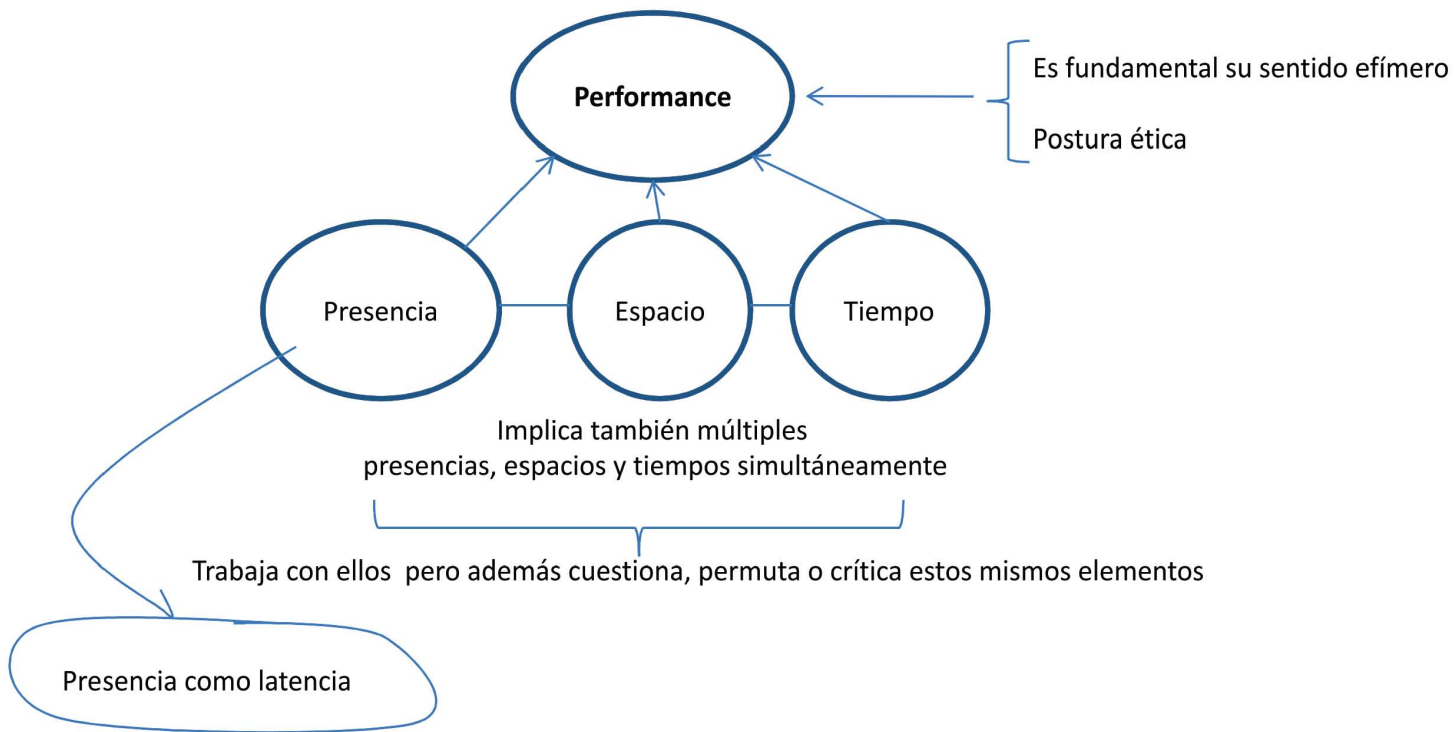 Performance
Es fundamental su sentido efímero
Postura ética
Presencia
Espacio
Tiempo
Implica también múltiples
presencias, espacios y tiempos simultáneamente
Trabaja con ellos pero además cuestiona, permuta o crítica estos mismos elementos
Presencia como latencia